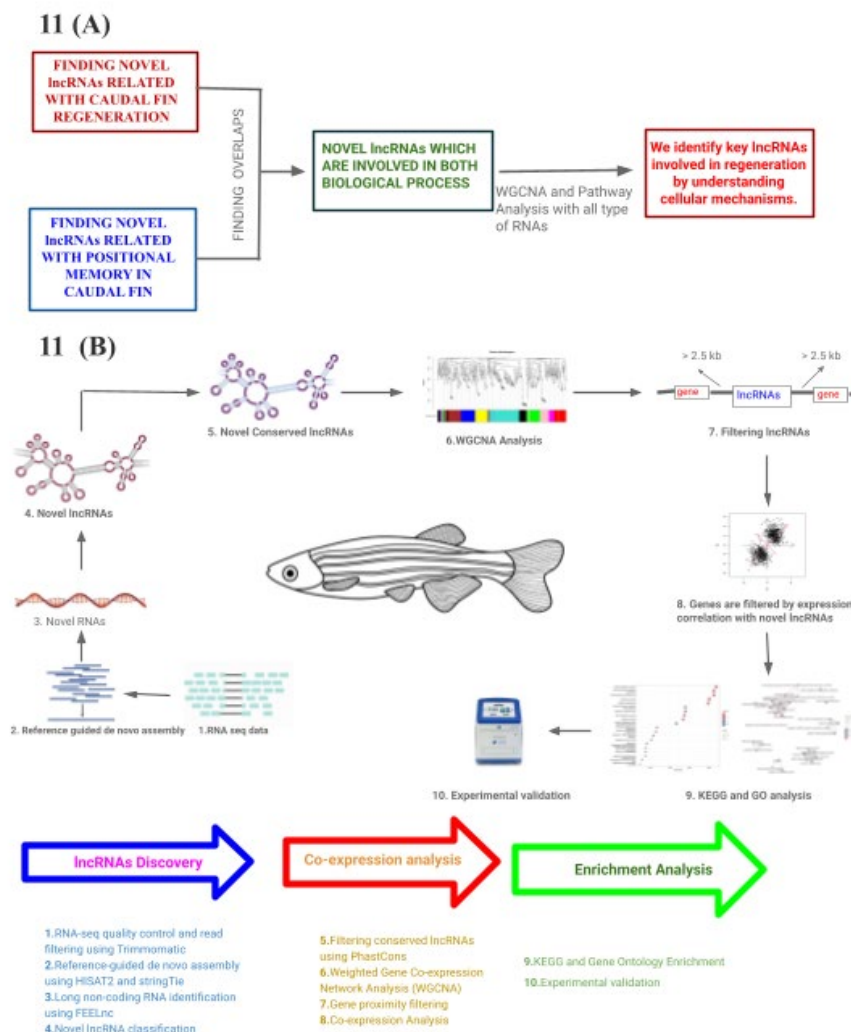 11 (A)
FINDING NOVEL
lncRNAs RELATED
WITH CAUDAL FIN
REGENERATION
FINDING NOVEL
lncRNAs RELATED
WITH POSITIONAL
MEMORY IN
CAUDAL FIN
FINDING OVERLAPS
NOVEL lncRNAs WHICH
ARE INVOLVED IN BOTH
BIOLOGICAL PROCESS
WGCNA and Pathway
Analysis with all type
of RNAs
We identify key lncRNAs
involved in regeneration
by understanding
cellular mechanisms.
11 (B)
5. Novel Conserved lncRNAs
6.WGCNA Analysis
> 2.5 kb
> 2.5 kb
gene
lncRNAs
gene
7. Filtering lncRNAs
4. Novel lncRNAs
3. Novel RNAs
8. Genes are filtered by expression
correlation with novel lncRNAs
2. Reference guided de novo assembly
1.RNA seq data
10. Experimental validation
9. KEGG and GO analysis
lncRNAs Discovery
Co-expression analysis
Enrichment Analysis
1.RNA-seq quality control and read
filtering using Trimmomatic
2.Reference-guided de novo assembly
using HISAT2 and stringTie
3.Long non-coding RNA identification
using FEELnc
4.Novel lncRNA classification
5.Filtering conserved lncRNAs
using PhastCons
6.Weighted Gene Co-expression
Network Analysis (WGCNA)
7.Gene proximity filtering
8.Co-expression Analysis
9.KEGG and Gene Ontology Enrichment
10.Experimental validation